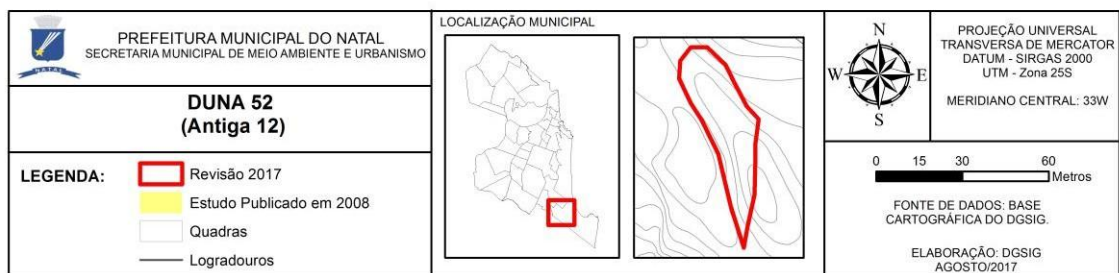 NATAL
PREFEITURA MUNICIPAL DO NATAL
SECRETARIA MUNICIPAL DE MEIO AMBIENTE E URBANISMO
DUNA 52
(Antiga 12)
LEGENDA:
Revisão 2017
Estudo Publicado em 2008
Quadras
Logradouros
LOCALIZAÇÃO MUNICIPAL
N
W E
S
PROJEÇÃO UNIVERSAL
TRANSVERSA DE MERCATOR
DATUM - SIRGAS 2000
UTM - Zona 25S
MERIDIANO CENTRAL: 33W
0 15 30 60
Metros
FONTE DE DADOS: BASE
CARTOGRÁFICA DO DGSIG.
ELABORAÇÃO: DGSIG
AGOSTO/2017